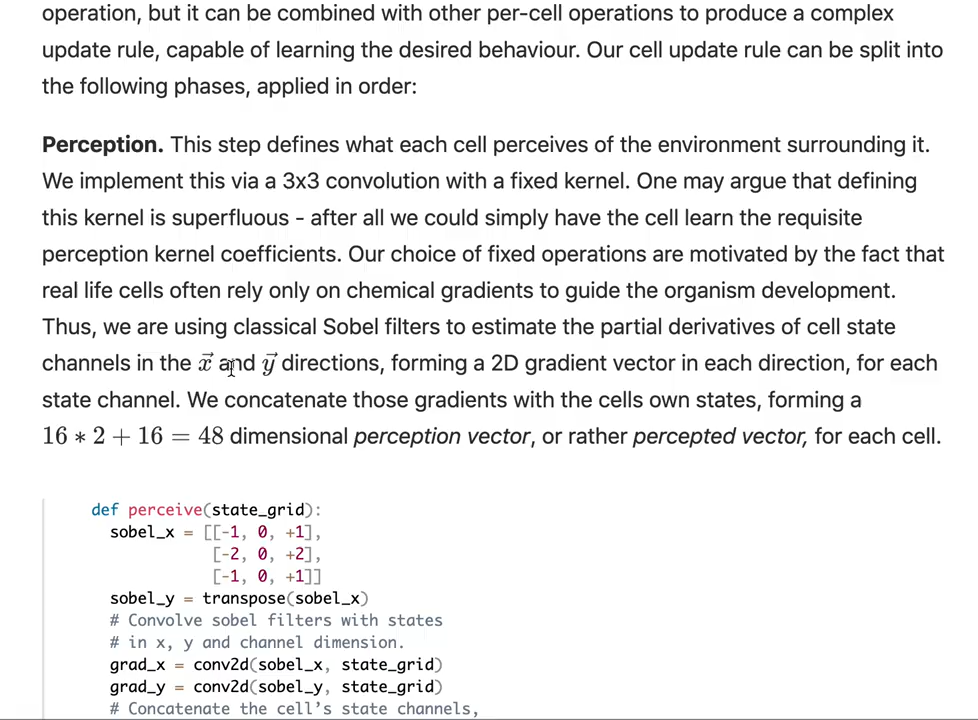 operation, but it can be combined with other per-cell operations to produce a complex
update rule, capable of learning the desired behaviour. Our cell update rule can be split into
the following phases, applied in order:
Perception. This step defines what each cell perceives of the environment surrounding it.
We implement this via a 3x3 convolution with a fixed kernel. One may argue that defining
this kernel is superfluous - after all we could simply have the cell learn the requisite
perception kernel coefficients. Our choice of fixed operations are motivated by the fact that
real life cells often rely only on chemical gradients to guide the organism development.
Thus, we are using classical Sobel filters to estimate the partial derivatives of cell state
channels in the x⃗ and y⃗ directions, forming a 2D gradient vector in each direction, for each
state channel. We concatenate those gradients with the cells own states, forming a
16 ∗ 2 + 16 = 48 dimensional perception vector, or rather percepted vector, for each cell.
def perceive(state_grid):
sobel_x = [[-1, 0, +1],
[-2, 0, +2],
[-1, 0, +1]]
sobel_y = transpose(sobel_x)
# Convolve sobel filters with states
# in x, y and channel dimension.
grad_x = conv2d(sobel_x, state_grid)
grad_y = conv2d(sobel_y, state_grid)
# Concatenate the cell's state channels,